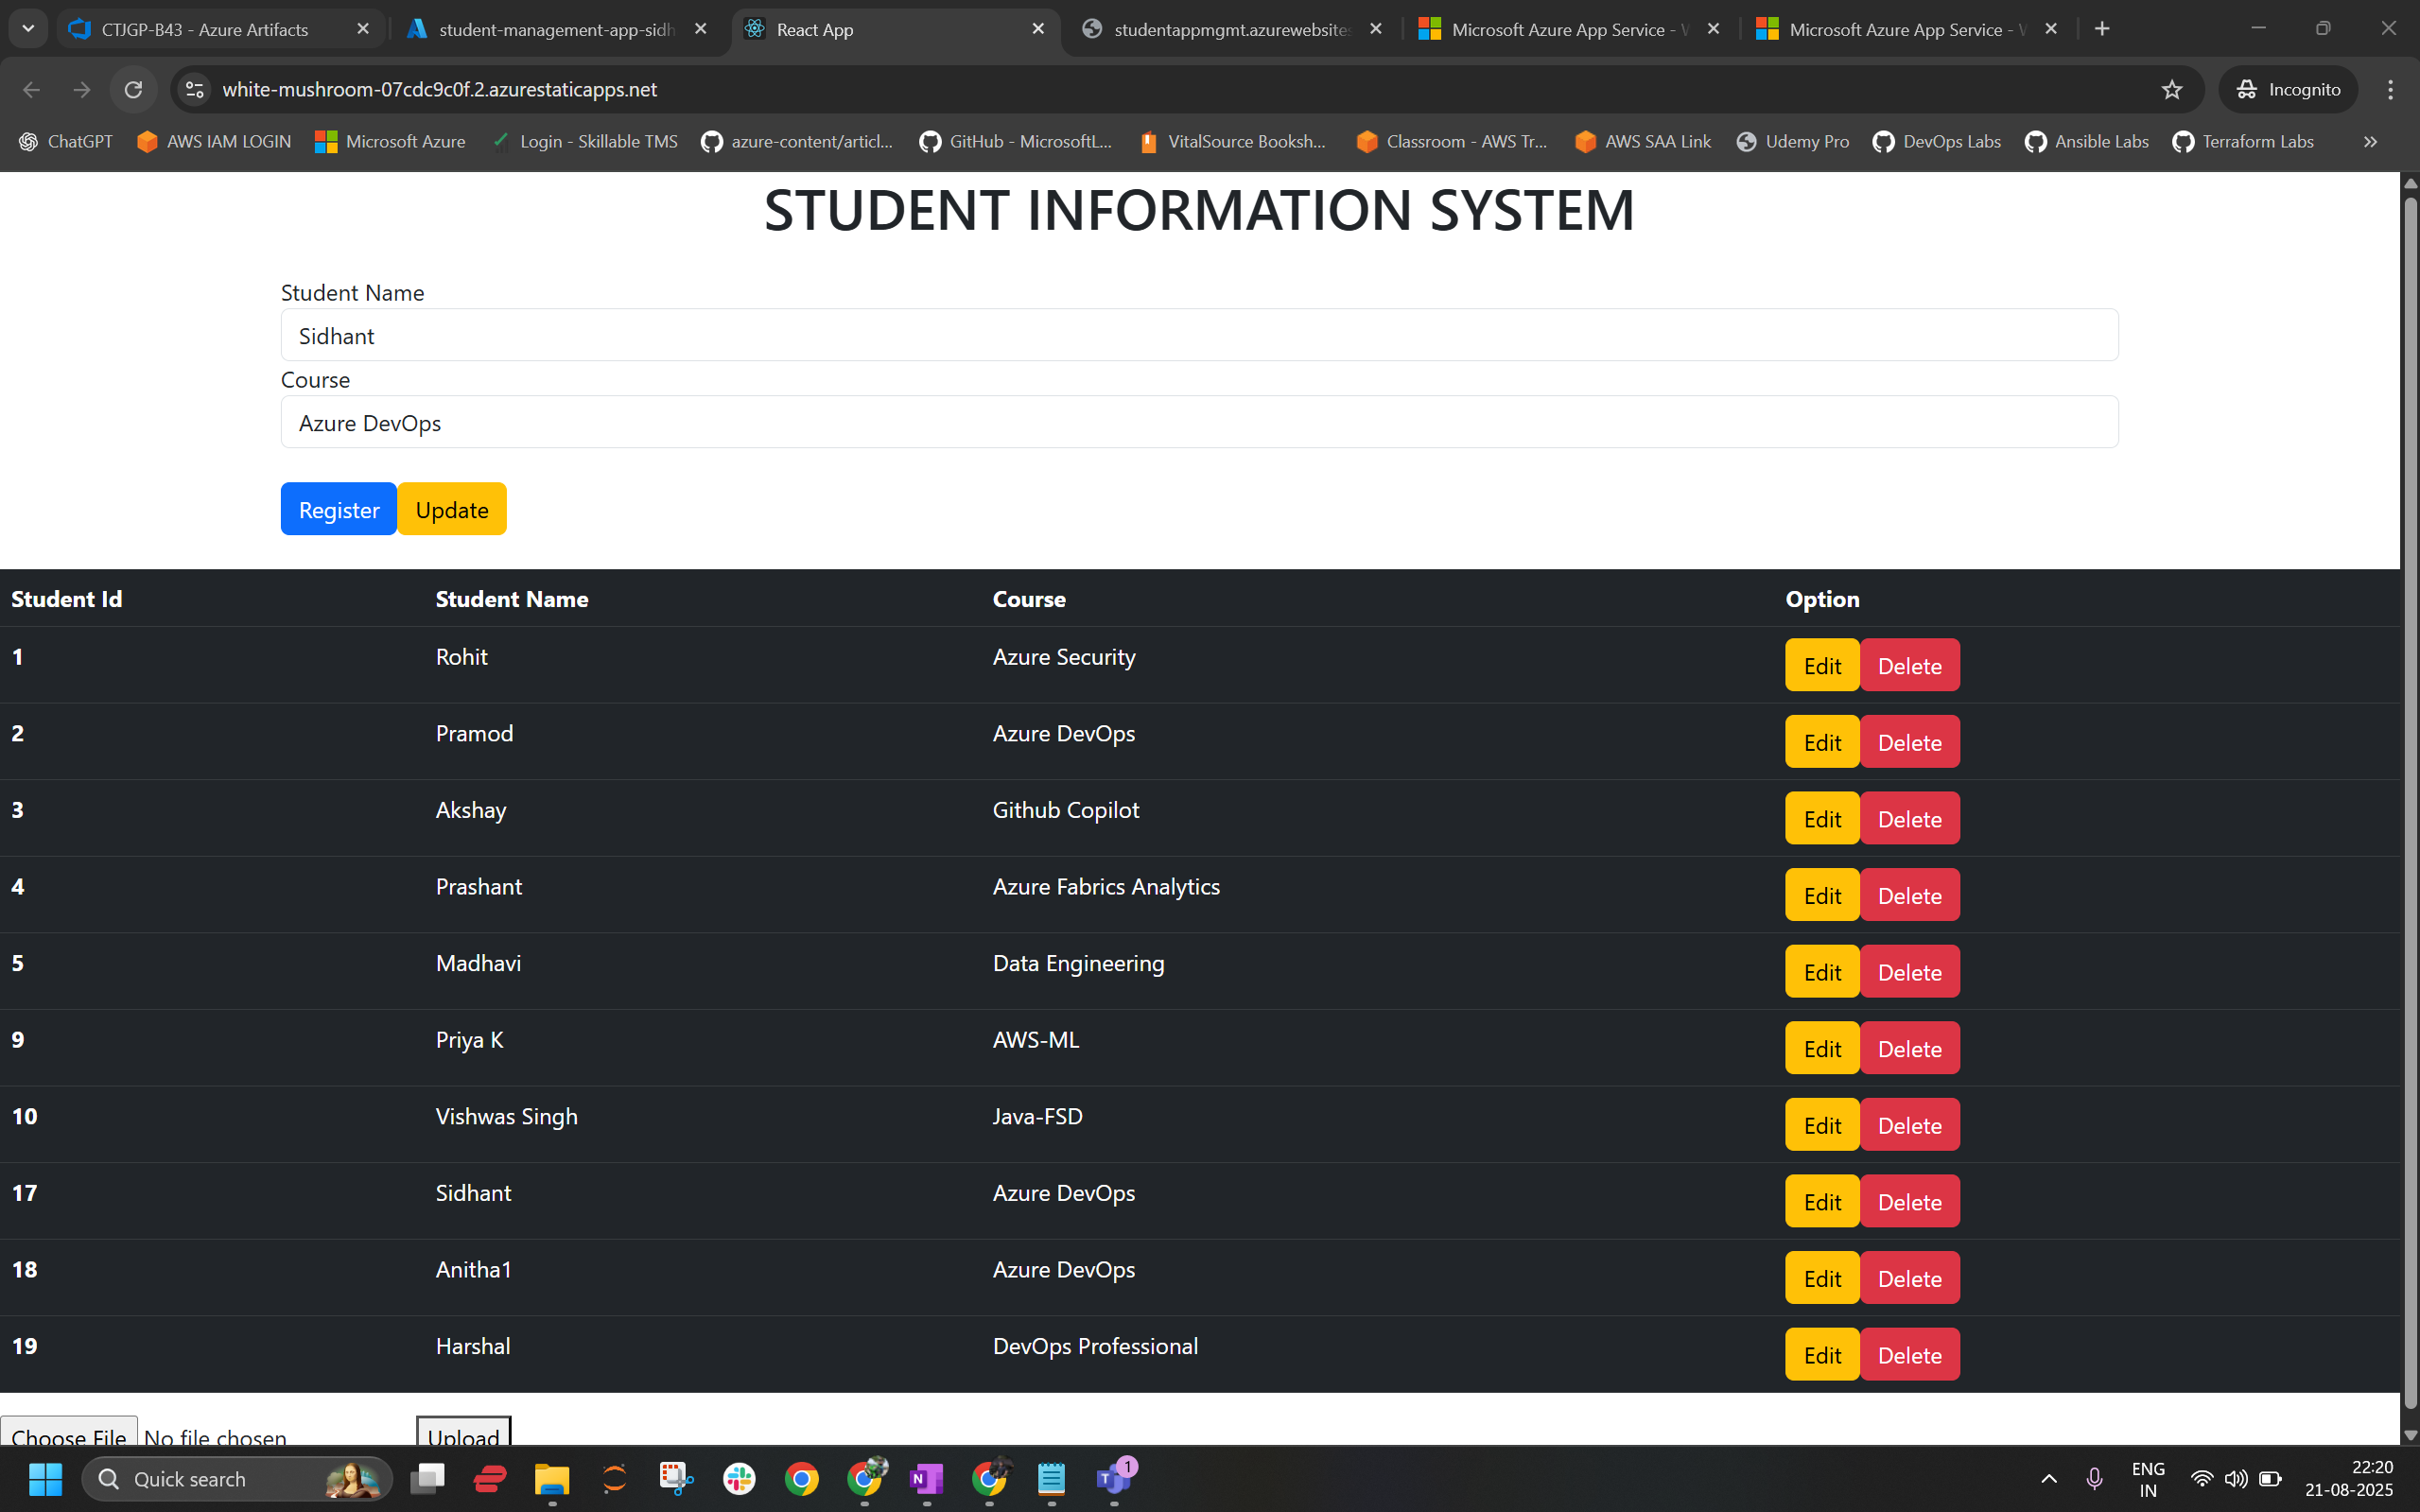 CTJGP-B43 - Azure Artifacts
student-management-app-sidh
React App
studentappmgmt.azurewebsites
Microsoft Azure App Service - W
Microsoft Azure App Service - W
white-mushroom-07cdc9c0f.2.azurestaticapps.net
Incognito
ChatGPT
AWS IAM LOGIN
Microsoft Azure
Login - Skillable TMS
azure-content/articl...
GitHub - MicrosoftL...
VitalSource Booksh...
Classroom - AWS Tr...
AWS SAA Link
Udemy Pro
DevOps Labs
Ansible Labs
Terraform Labs
STUDENT INFORMATION SYSTEM
Student Name
Sidhant
Course
Azure DevOps
Register Update
Student Id Student Name Course Option
1 Rohit Azure Security Edit Delete
2 Pramod Azure DevOps Edit Delete
3 Akshay Github Copilot Edit Delete
4 Prashant Azure Fabrics Analytics Edit Delete
5 Madhavi Data Engineering Edit Delete
9 Priya K AWS-ML Edit Delete
10 Vishwas Singh Java-FSD Edit Delete
17 Sidhant Azure DevOps Edit Delete
18 Anitha1 Azure DevOps Edit Delete
19 Harshal DevOps Professional Edit Delete
Choose File No file chosen Upload
Quick search
1
ENG
IN
22:20
21-08-2025